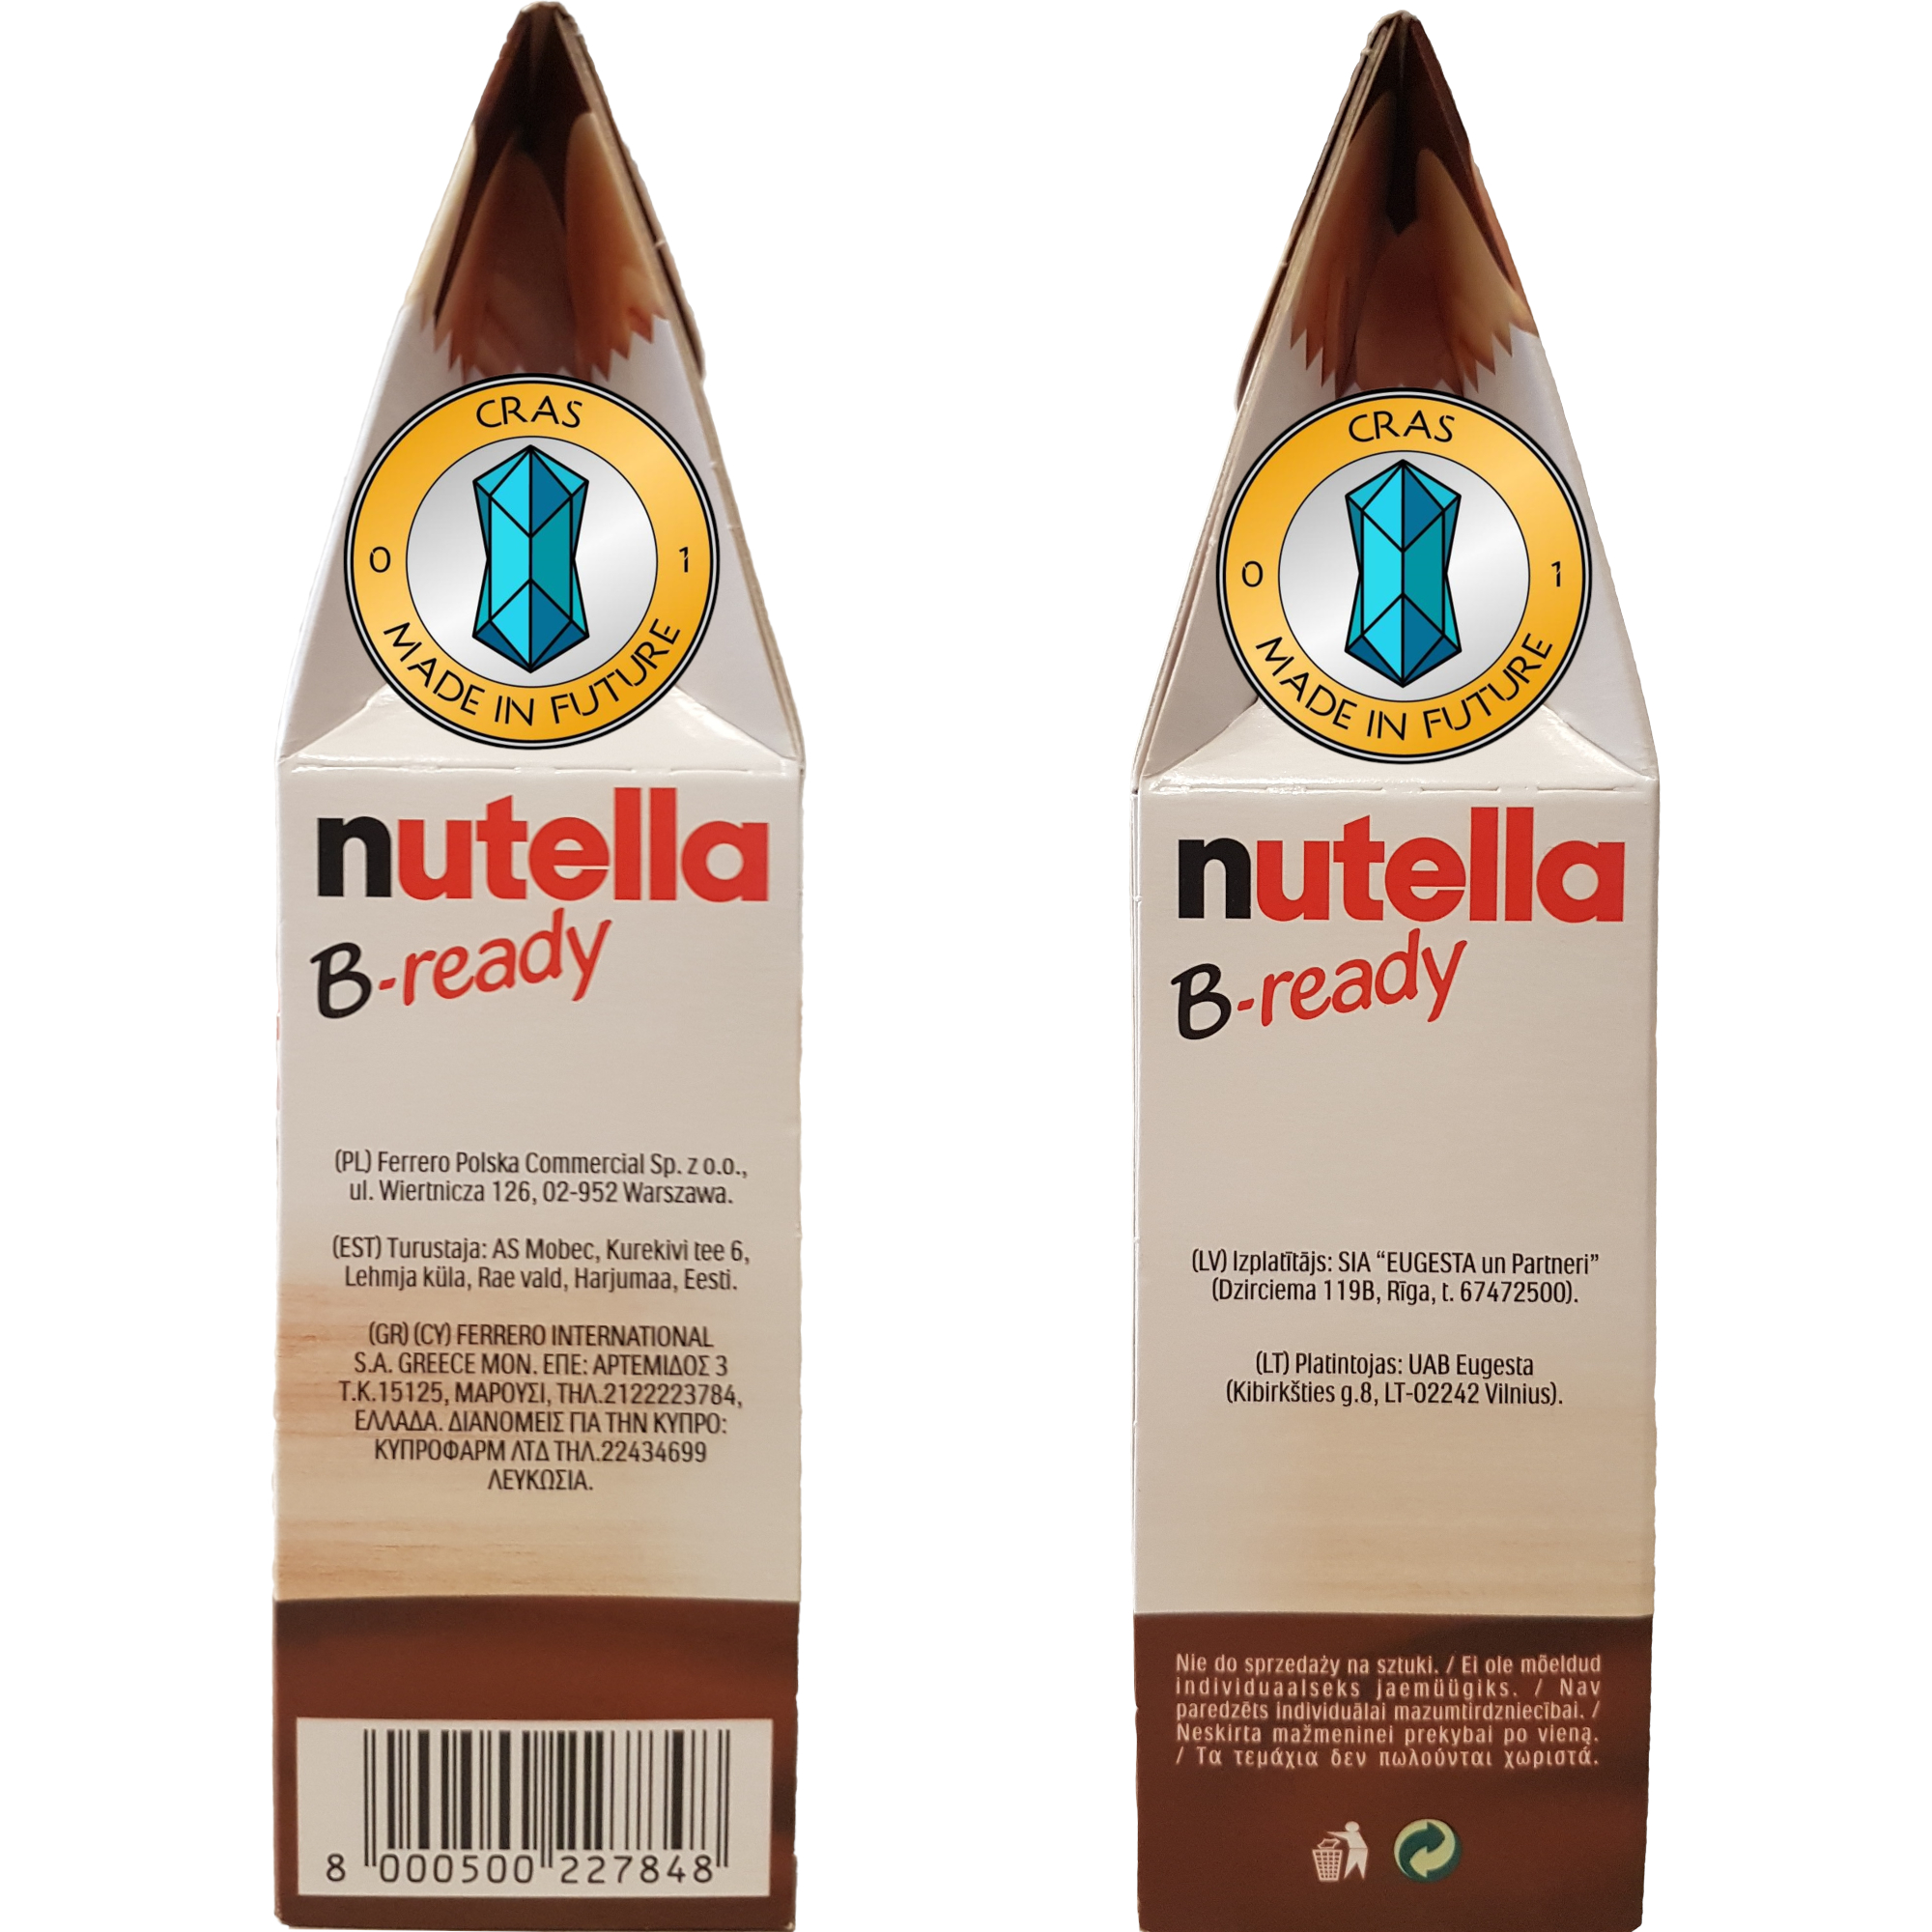 CRAS
0 1
MADE IN FUTURE
nutella
B-ready
(PL) Ferrero Polska Commercial Sp. z o.o.,
ul. Wiertnicza 126, 02-952 Warszawa.
(EST) Turustaja: AS Mobec, Kurekivi tee 6,
Lehmja küla, Rae vald, Harjumaa, Eesti.
(GR) (CY) FERRERO INTERNATIONAL
S.A. GREECE MON. ΕΠΕ: ΑΡΤΕΜΙΔΟΣ 3
Τ.Κ.15125, ΜΑΡΟΥΣΙ, ΤΗΛ.2122223784,
ΕΛΛΑΔΑ. ΔΙΑΝΟΜΕΙΣ ΓΙΑ ΤΗΝ ΚΥΠΡΟ:
ΚΥΠΡΟΦΑΡΜ ΛΤΔ ΤΗΛ.22434699
ΛΕΥΚΩΣΙΑ.
8 000500 227848
CRAS
0 1
MADE IN FUTURE
nutella
B-ready
(LV) Izplatītājs: SIA “EUGESTA un Partneri”
(Dzirciema 119B, Rīga, t. 67472500).
(LT) Platintojas: UAB Eugesta
(Kibirkšties g.8, LT-02242 Vilnius).
Nie do sprzedaży na sztuki. / Ei ole mõeldud
individuaalseks jaemüügiks. / Nav
paredzēts individuālai mazumtirdzniecībai. /
Neskirta mažmeninei prekybai po vieną.
/ Τα τεμάχια δεν πωλούνται χωριστά.